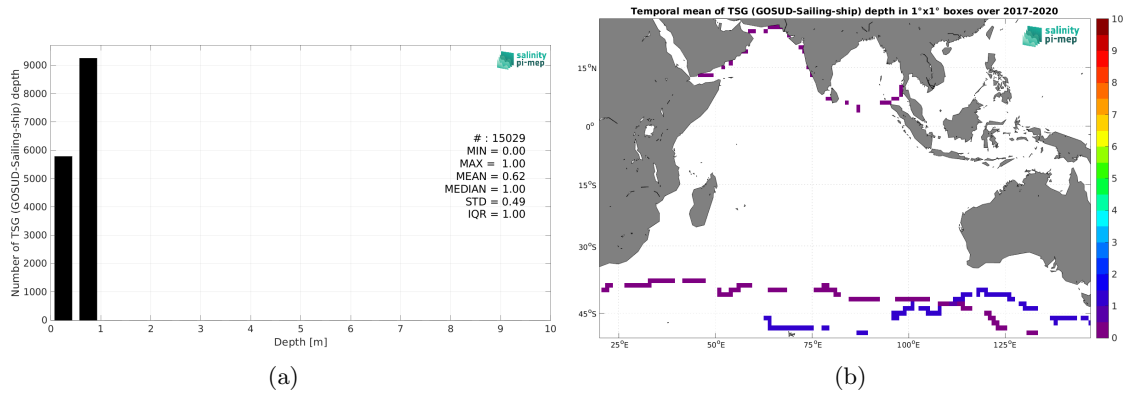 salinity
pi-mep
Number of TSG (GOSUD-Sailing-ship) depth
9000
8000
7000
6000
5000
4000
3000
2000
1000
0
# : 15029
MIN = 0.00
MAX = 1.00
MEAN = 0.62
MEDIAN = 1.00
STD = 0.49
IQR = 1.00
0 1 2 3 4 5 6 7 8 9 10
Depth [m]
(a)
Temporal mean of TSG (GOSUD-Sailing-ship) depth in 1°x1° boxes over 2017-2020
salinity
pi-mep
15°N
0°
15°S
30°S
45°S
25°E 50°E 75°E 100°E 125°E
10
9
8
7
6
5
4
3
2
1
0
(b)